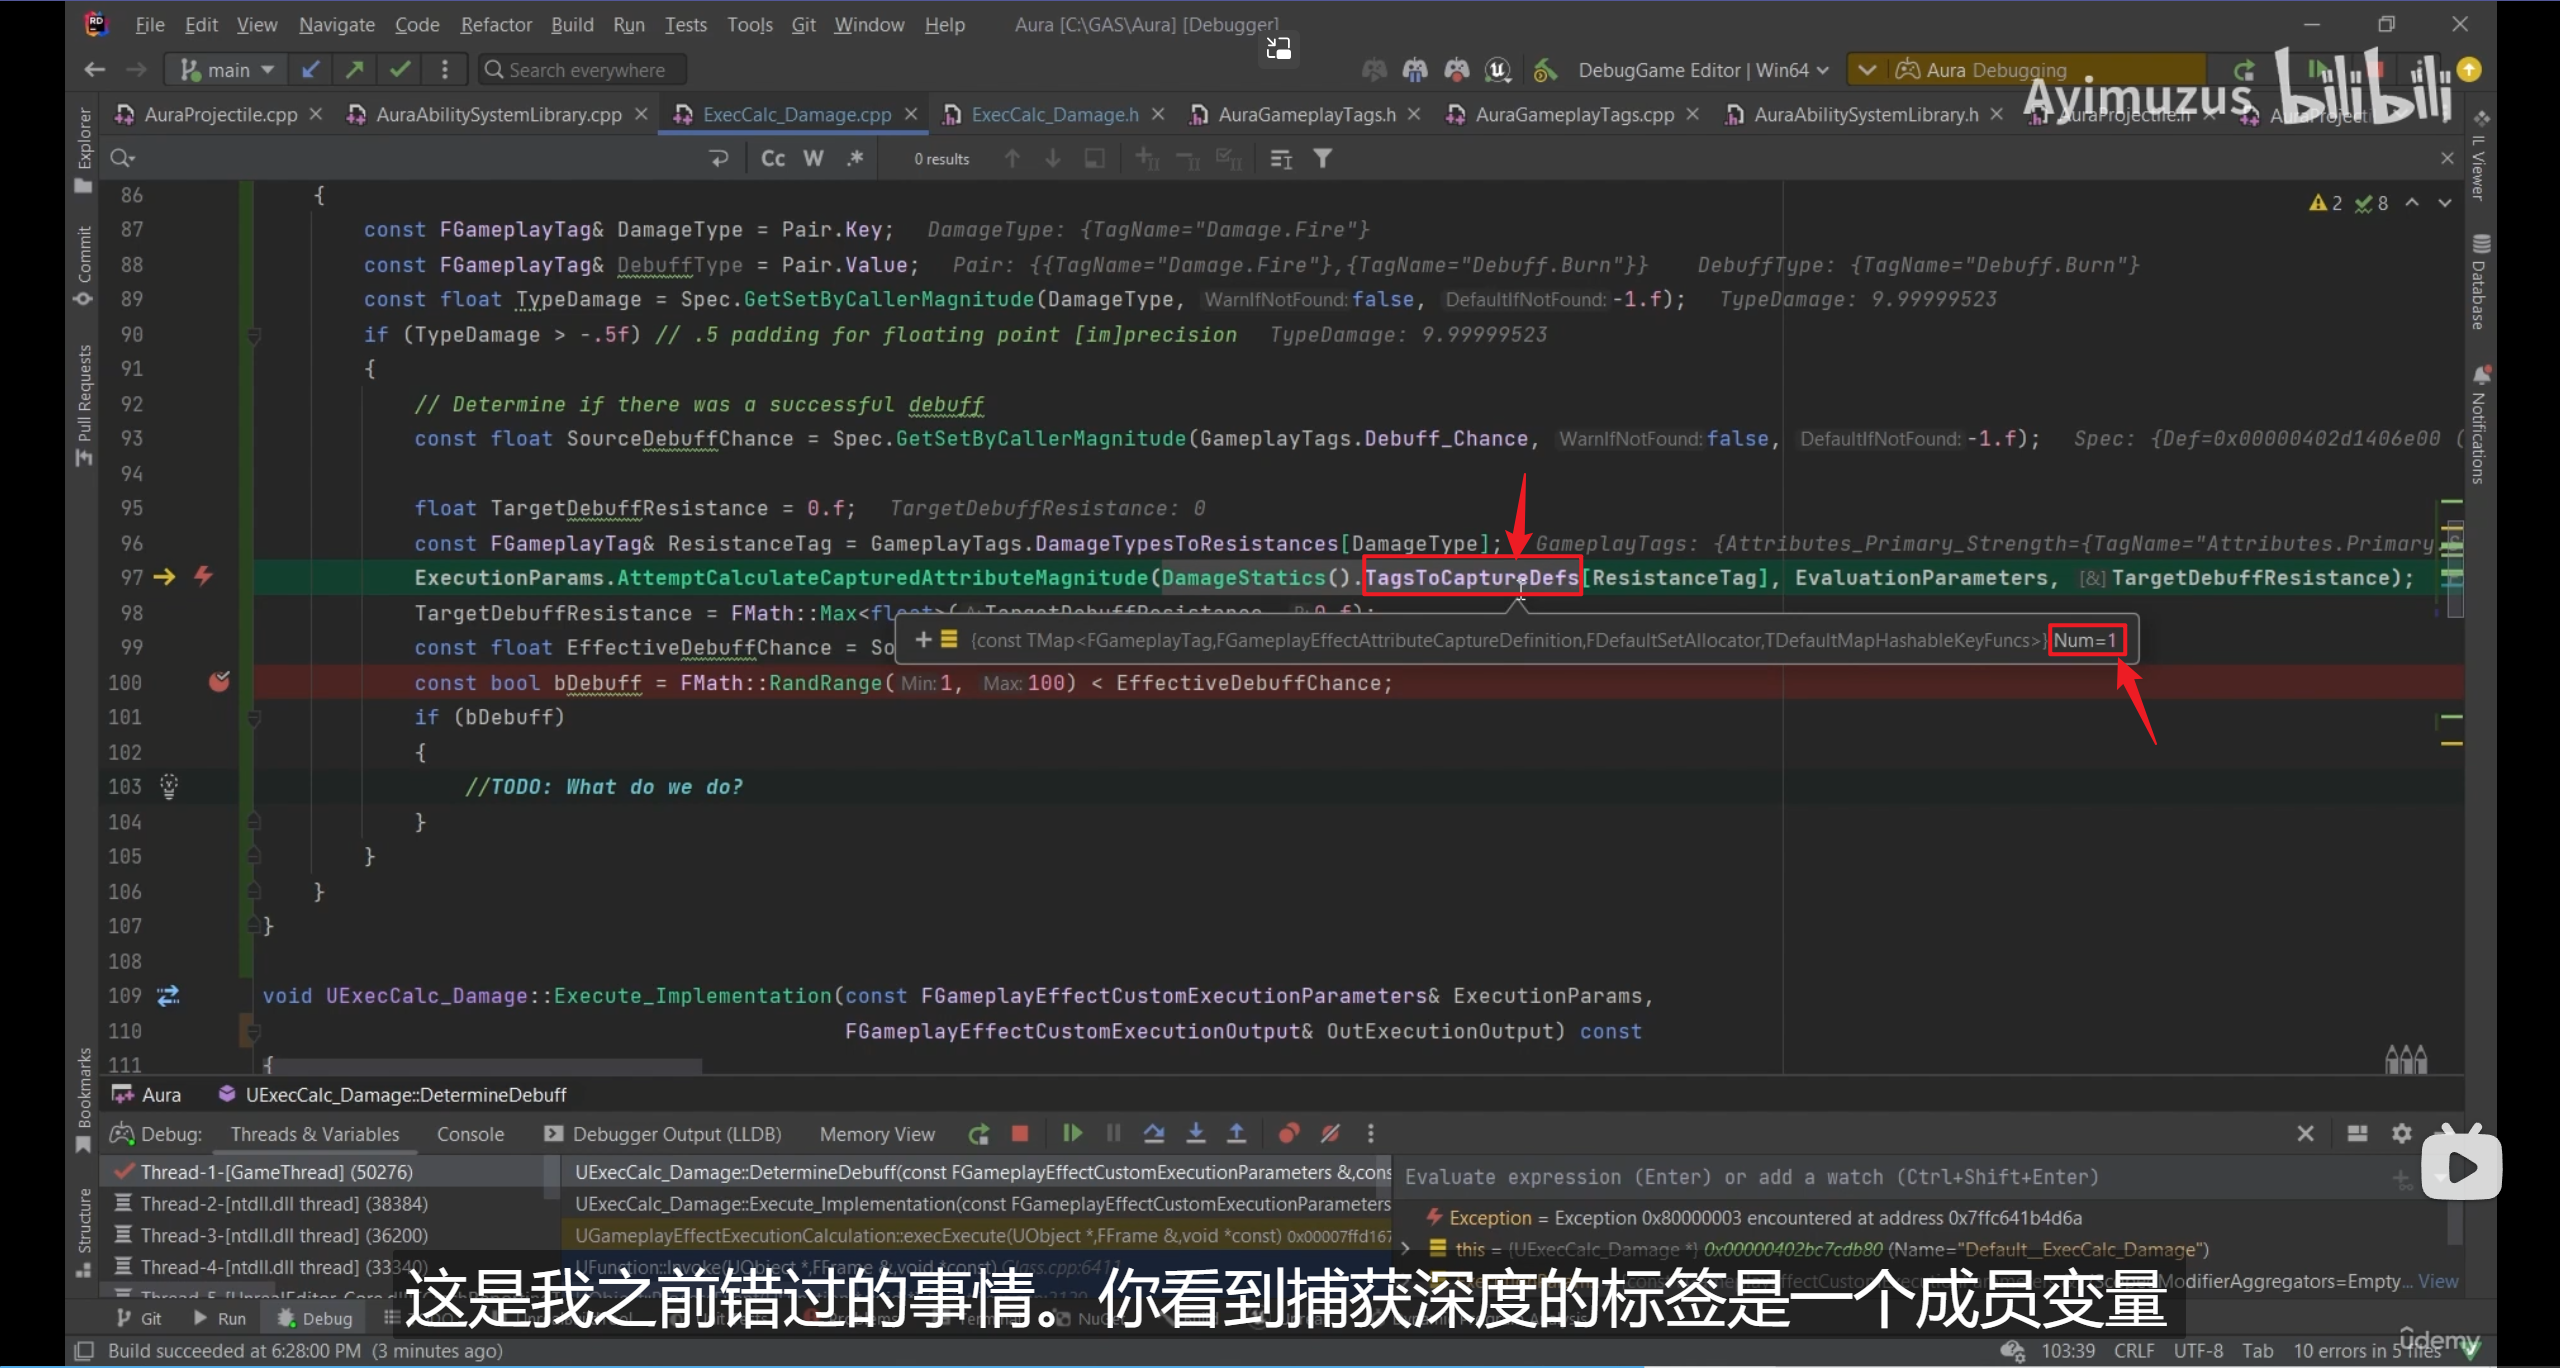 File Edit View Navigate Code Refactor Build Run Tests Tools Git Window Help Aura [C:\GAS\Aura] [Debugger]
main Search everywhere DebugGame Editor | Win64 Aura Debugging
Ayimuzus bilibili
AuraProjectile.cpp AuraAbilitySystemLibrary.cpp ExecCalc_Damage.cpp ExecCalc_Damage.h AuraGameplayTags.h AuraGameplayTags.cpp AuraAbilitySystemLibrary.h AuraProjectile.h
Cc W .* 0 results
86 {
2 8
87 const FGameplayTag& DamageType = Pair.Key; DamageType: {TagName="Damage.Fire"}
88 const FGameplayTag& DebuffType = Pair.Value; Pair: {{TagName="Damage.Fire"},{TagName="Debuff.Burn"}} DebuffType: {TagName="Debuff.Burn"}
89 const float TypeDamage = Spec.GetSetByCallerMagnitude(DamageType, WarnIfNotFound: false, DefaultIfNotFound: -1.f); TypeDamage: 9.99999523
90 if (TypeDamage > -.5f) // .5 padding for floating point [im]precision TypeDamage: 9.99999523
91 {
92 // Determine if there was a successful debuff
93 const float SourceDebuffChance = Spec.GetSetByCallerMagnitude(GameplayTags.Debuff_Chance, WarnIfNotFound: false, DefaultIfNotFound: -1.f); Spec: {Def=0x00000402d1406e00 (
94
95 float TargetDebuffResistance = 0.f; TargetDebuffResistance: 0
96 const FGameplayTag& ResistanceTag = GameplayTags.DamageTypesToResistances[DamageType]; GameplayTags: {Attributes_Primary_Strength={TagName="Attributes.Primary.
97 ExecutionParams.AttemptCalculateCapturedAttributeMagnitude(DamageStatics().TagsToCaptureDefs[ResistanceTag], EvaluationParameters, [&] TargetDebuffResistance);
98 TargetDebuffResistance = FMath::Max<float>(
{const TMap<FGameplayTag,FGameplayEffectAttributeCaptureDefinition,FDefaultSetAllocator,TDefaultMapHashableKeyFuncs>} Num=1
99 const float EffectiveDebuffChance = So
100 const bool bDebuff = FMath::RandRange( Min: 1, Max: 100) < EffectiveDebuffChance;
101 if (bDebuff)
102 {
103 //TODO: What do we do?
104 }
105 }
106 }
107 }
108
109 void UExecCalc_Damage::Execute_Implementation(const FGameplayEffectCustomExecutionParameters& ExecutionParams,
110 FGameplayEffectCustomExecutionOutput& OutExecutionOutput) const
111 {
Aura UExecCalc_Damage::DetermineDebuff
Debug: Threads & Variables Console Debugger Output (LLDB) Memory View
Thread-1-[GameThread] (50276)
Thread-2-[ntdll.dll thread] (38384)
Thread-3-[ntdll.dll thread] (36200)
Thread-4-[ntdll.dll thread] (33340)
UExecCalc_Damage::DetermineDebuff(const FGameplayEffectCustomExecutionParameters &,cons
UExecCalc_Damage::Execute_Implementation(const FGameplayEffectCustomExecutionParameters
UGameplayEffectExecutionCalculation::execExecute(UObject *,FFrame &,void *const) 0x00007ffd167
UFunction::Invoke(UObject *,FFrame &,void *const) Class.cpp:6411
Evaluate expression (Enter) or add a watch (Ctrl+Shift+Enter)
Exception = Exception 0x80000003 encountered at address 0x7ffc641b4d6a
this = {UExecCalc_Damage *} 0x00000402bc7cdb80 (Name="Default__ExecCalc_Damage")
ModifierAggregators=Empty... View
这是我之前错过的事情。你看到捕获深度的标签是一个成员变量
Git Run Debug
Build succeeded at 6:28:00 PM (3 minutes ago)
103:39 CRLF UTF-8 Tab 10 errors in 5 files
udemy
Explorer
Commit
Pull Requests
Bookmarks
Structure
IL Viewer
Database
Notifications